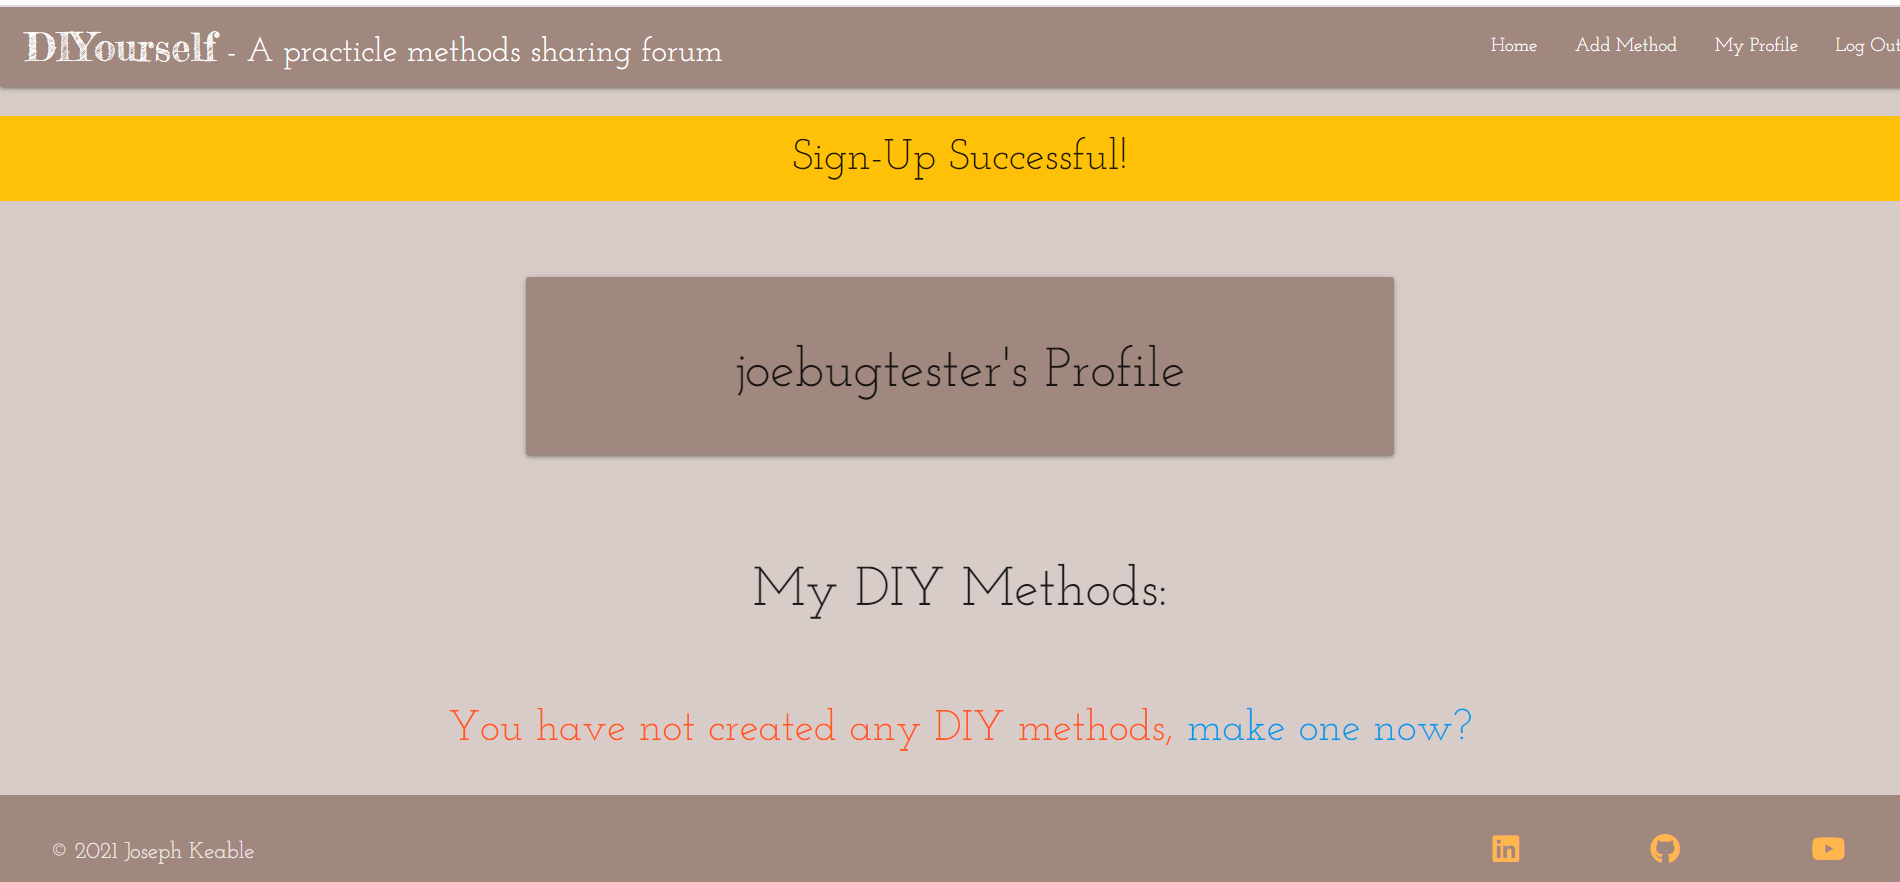 DIYourself - A practicle methods sharing forum
Home Add Method My Profile Log Out
Sign-Up Successful!
joebugtester's Profile
My DIY Methods:
You have not created any DIY methods, make one now?
© 2021 Joseph Keable
in